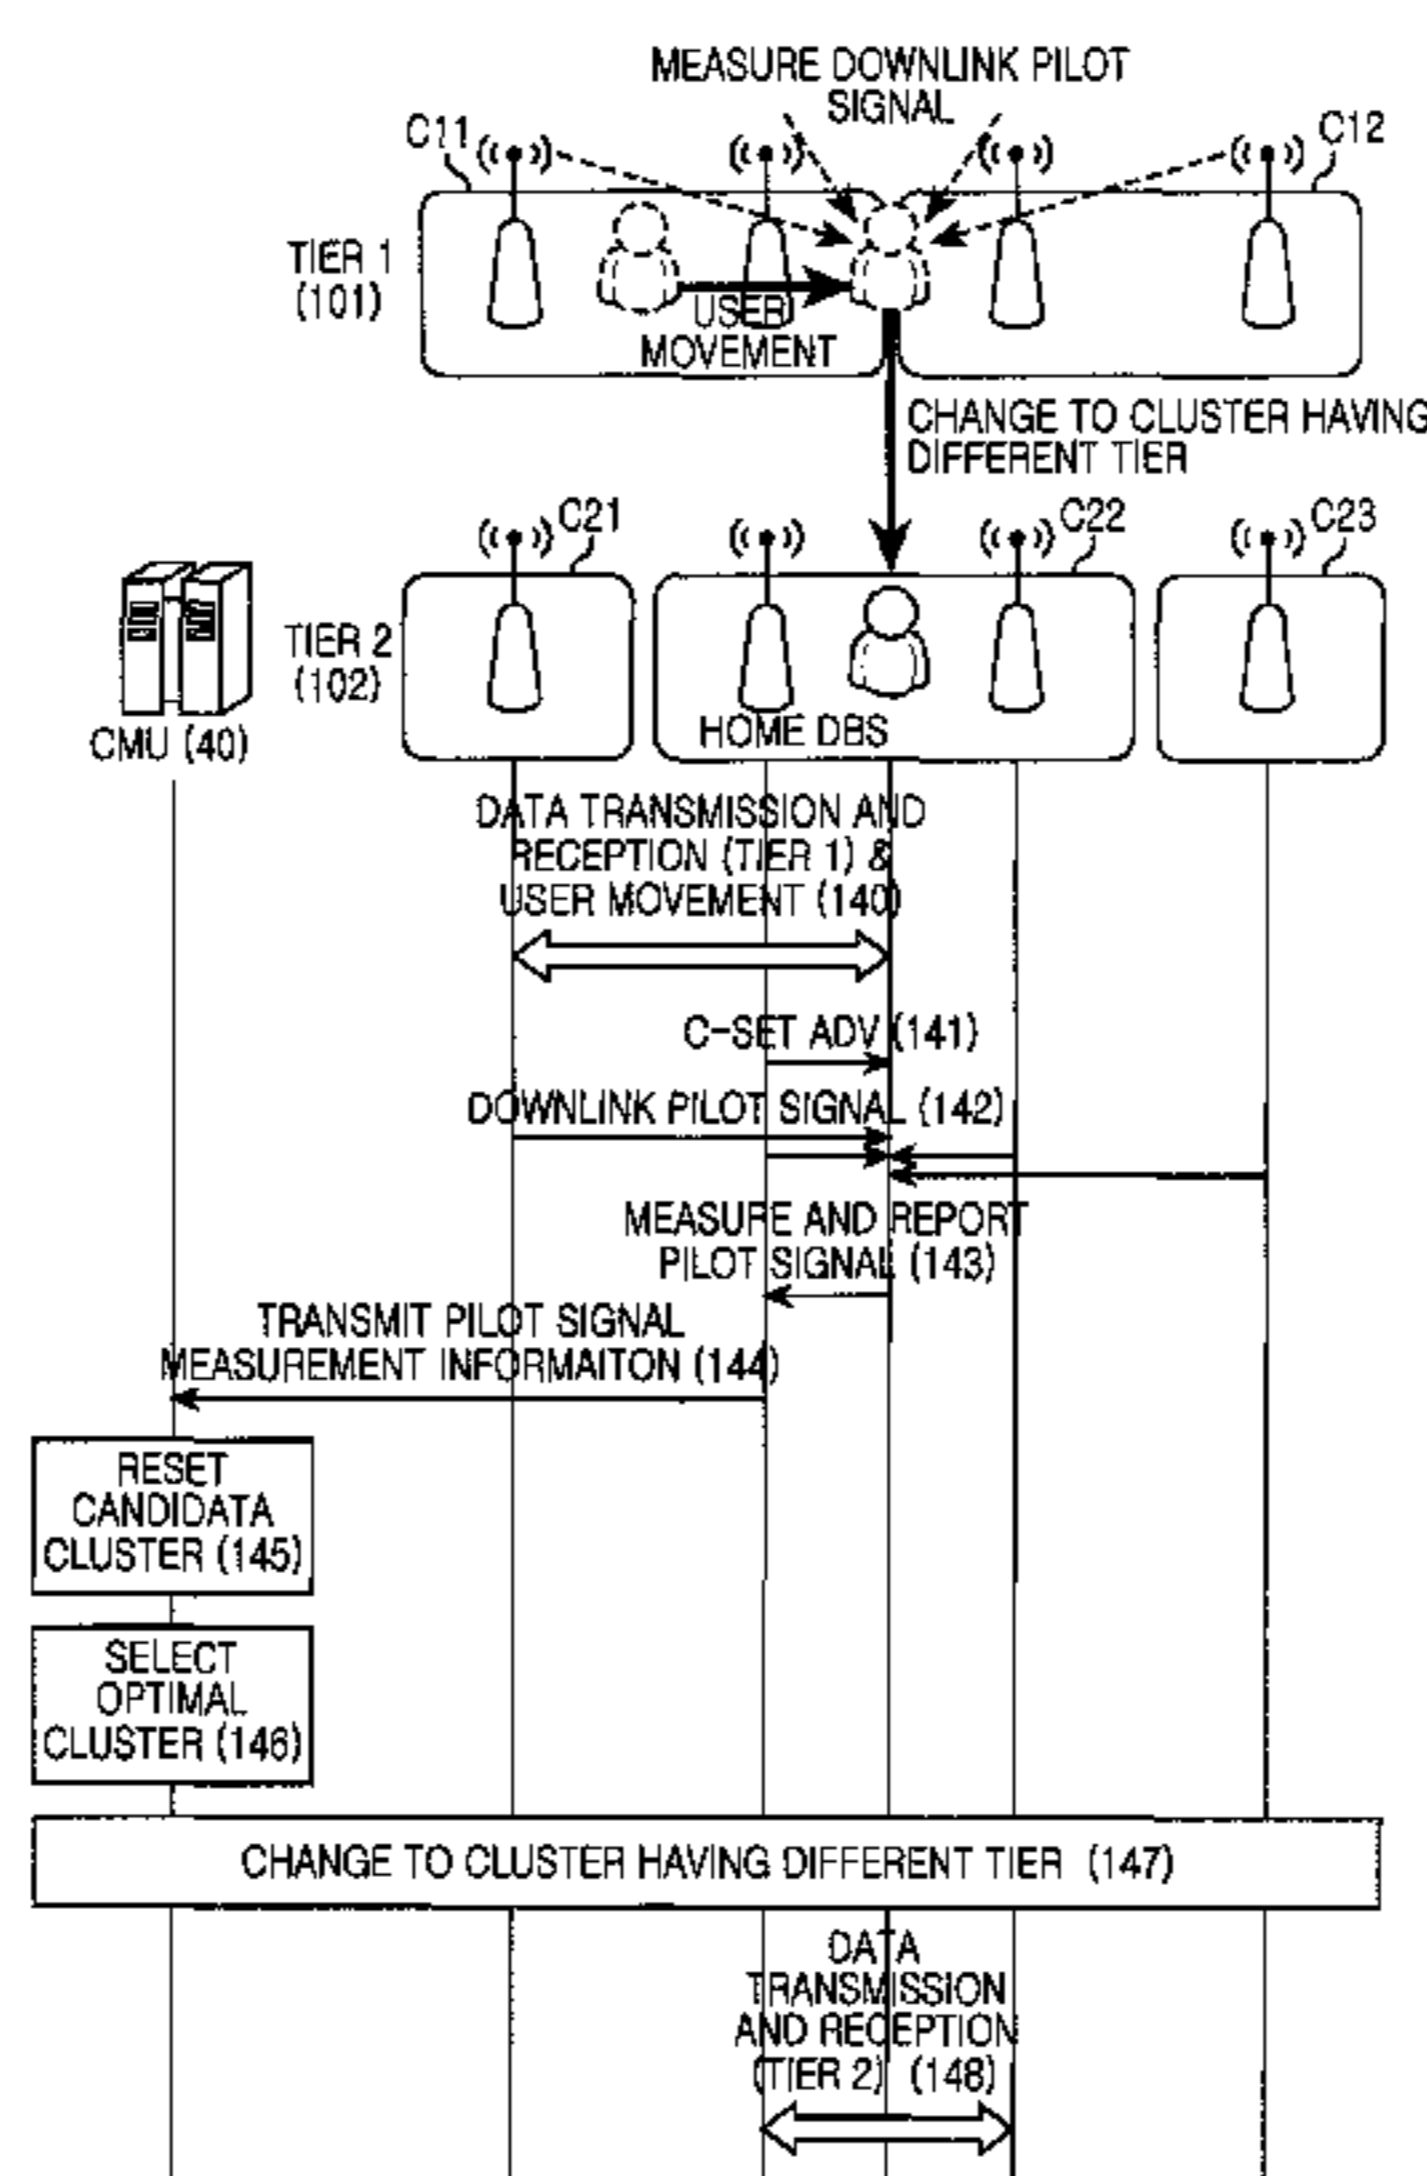 MEASURE DOWNLINK PILOT
SIGNAL
C11
C12
TIER 1
(101)
USER
MOVEMENT
CHANGE TO CLUSTER HAVING
DIFFERENT TIER
C21
C22
C23
TIER 2
(102)
CMU (40)
HOME DBS
DATA TRANSMISSION AND
RECEPTION (TIER 1) &
USER MOVEMENT (140)
C-SET ADV (141)
DOWNLINK PILOT SIGNAL (142)
MEASURE AND REPORT
PILOT SIGNAL (143)
TRANSMIT PILOT SIGNAL
MEASUREMENT INFORMAITON (144)
RESET
CANDIDATA
CLUSTER (145)
SELECT
OPTIMAL
CLUSTER (146)
CHANGE TO CLUSTER HAVING DIFFERENT TIER (147)
DATA
TRANSMISSION
AND RECEPTION
(TIER 2) (148)